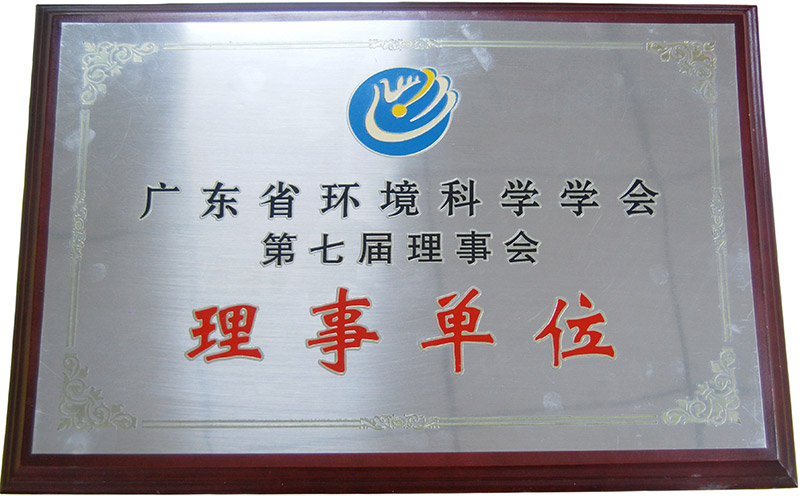 广东省环境科学学会
第七届理事会
理事单位